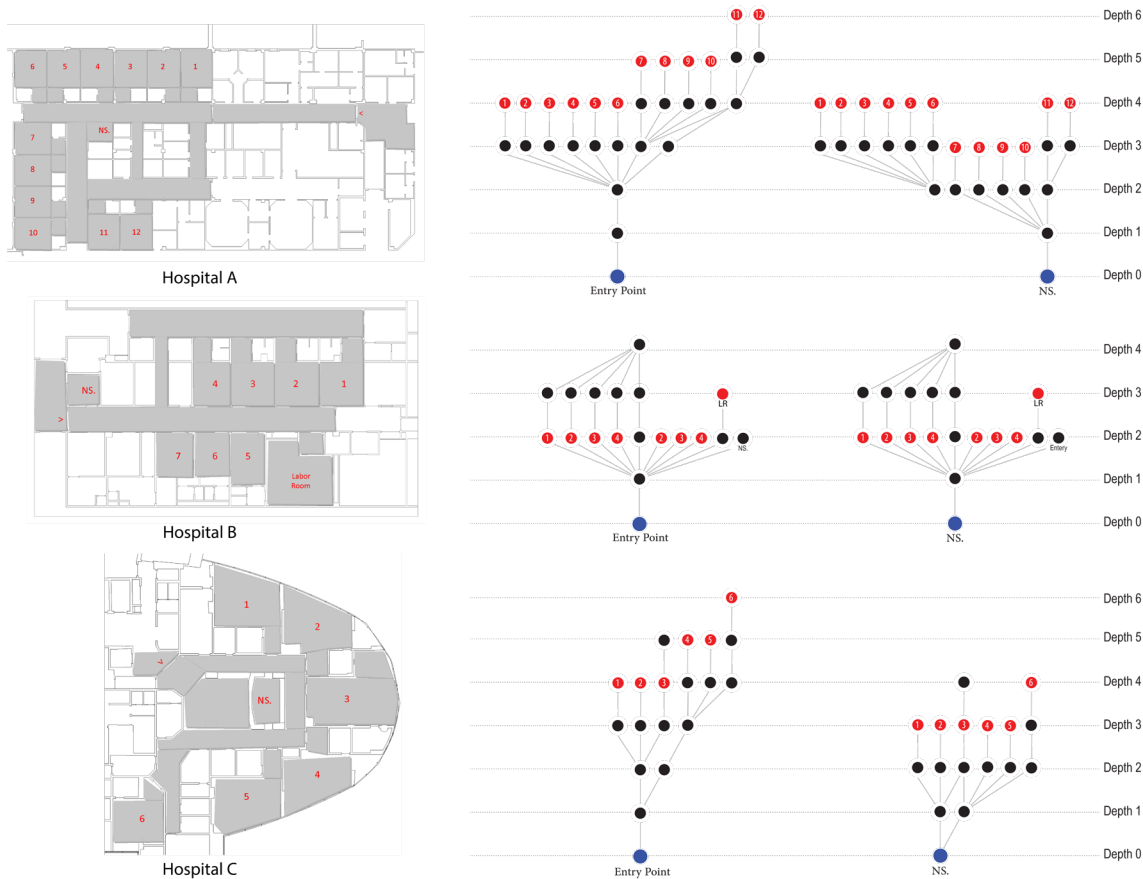 6 5 4 3 2 1
<
NS.
7
8
9
10 11 12
Hospital A
11 12
7 8 9 10
1 2 3 4 5 6
Entry Point
1 2 3 4 5 6
11 12
7 8 9 10
NS.
Depth 6
Depth 5
Depth 4
Depth 3
Depth 2
Depth 1
Depth 0
NS.
4 3 2 1
>
7 6 5
Labor
Room
Hospital B
LR
1 2 3 4 2 3 4
NS.
Entry Point
LR
1 2 3 4 2 3 4
Entery
NS.
Depth 4
Depth 3
Depth 2
Depth 1
Depth 0
1
2
NS.
3
4
5
6
Hospital C
6
4 5
1 2 3
Entry Point
6
1 2 3 4 5
NS.
Depth 6
Depth 5
Depth 4
Depth 3
Depth 2
Depth 1
Depth 0